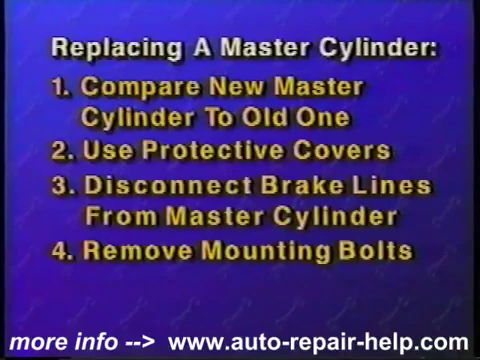 Replacing A Master Cylinder:
1. Compare New Master
Cylinder To Old One
2. Use Protective Covers
3. Disconnect Brake Lines
From Master Cylinder
4. Remove Mounting Bolts
more info --> www.auto-repair-help.com